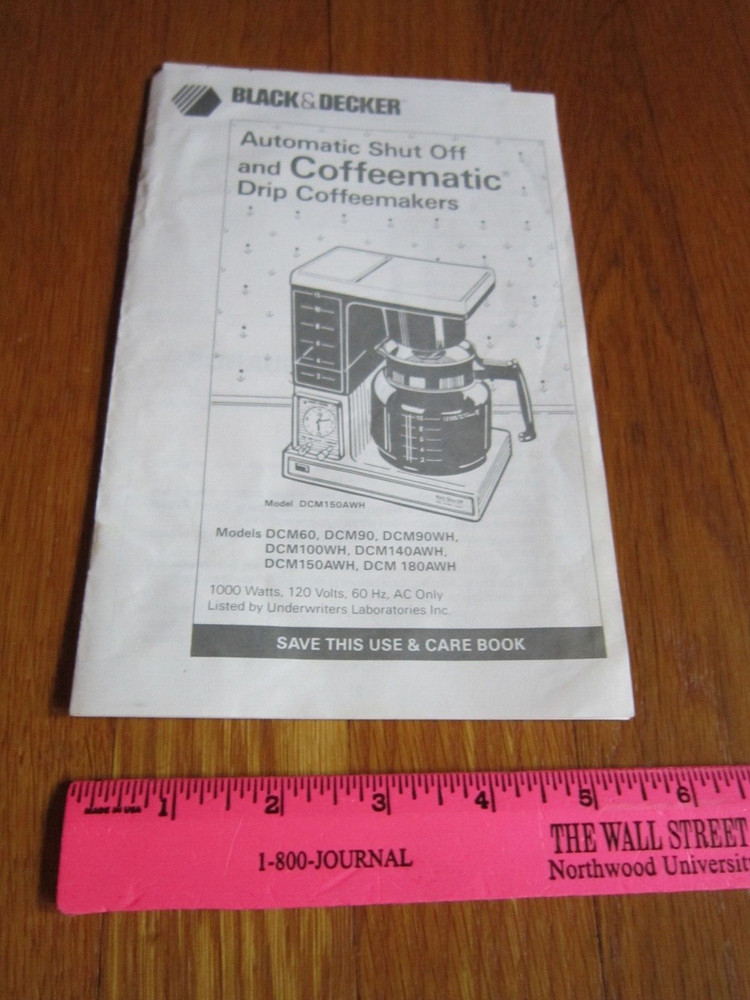 BLACK & DECKER
Automatic Shut Off
and Coffeematic®
Drip Coffeemakers
Model DCM150AWH
Models DCM60, DCM90, DCM90WH,
DCM100WH, DCM140AWH,
DCM150AWH, DCM 180AWH
1000 Watts, 120 Volts, 60 Hz, AC Only
Listed by Underwriters Laboratories Inc.
SAVE THIS USE & CARE BOOK
MADE IN USA 1 2 3 4 5 6
1-800-JOURNAL
THE WALL STREET
Northwood Universit